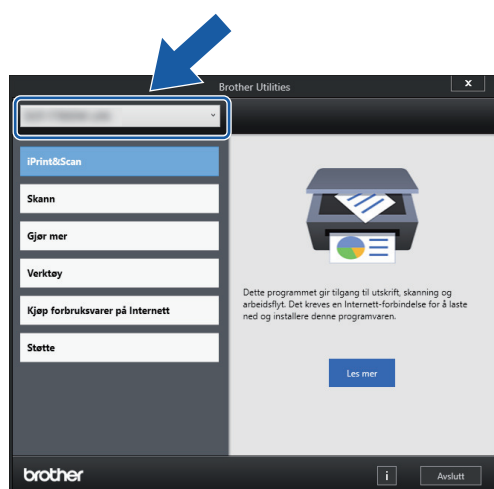 Brother Utilities
x
iPrint&Scan
Skann
Gjør mer
Verktøy
Kjøp forbruksvarer på Internett
Støtte
Dette programmet gir tilgang til utskrift, skanning og
arbeidsflyt. Det kreves en Internett-forbindelse for å laste
ned og installere denne programvaren.
Les mer
brother
i
Avslutt